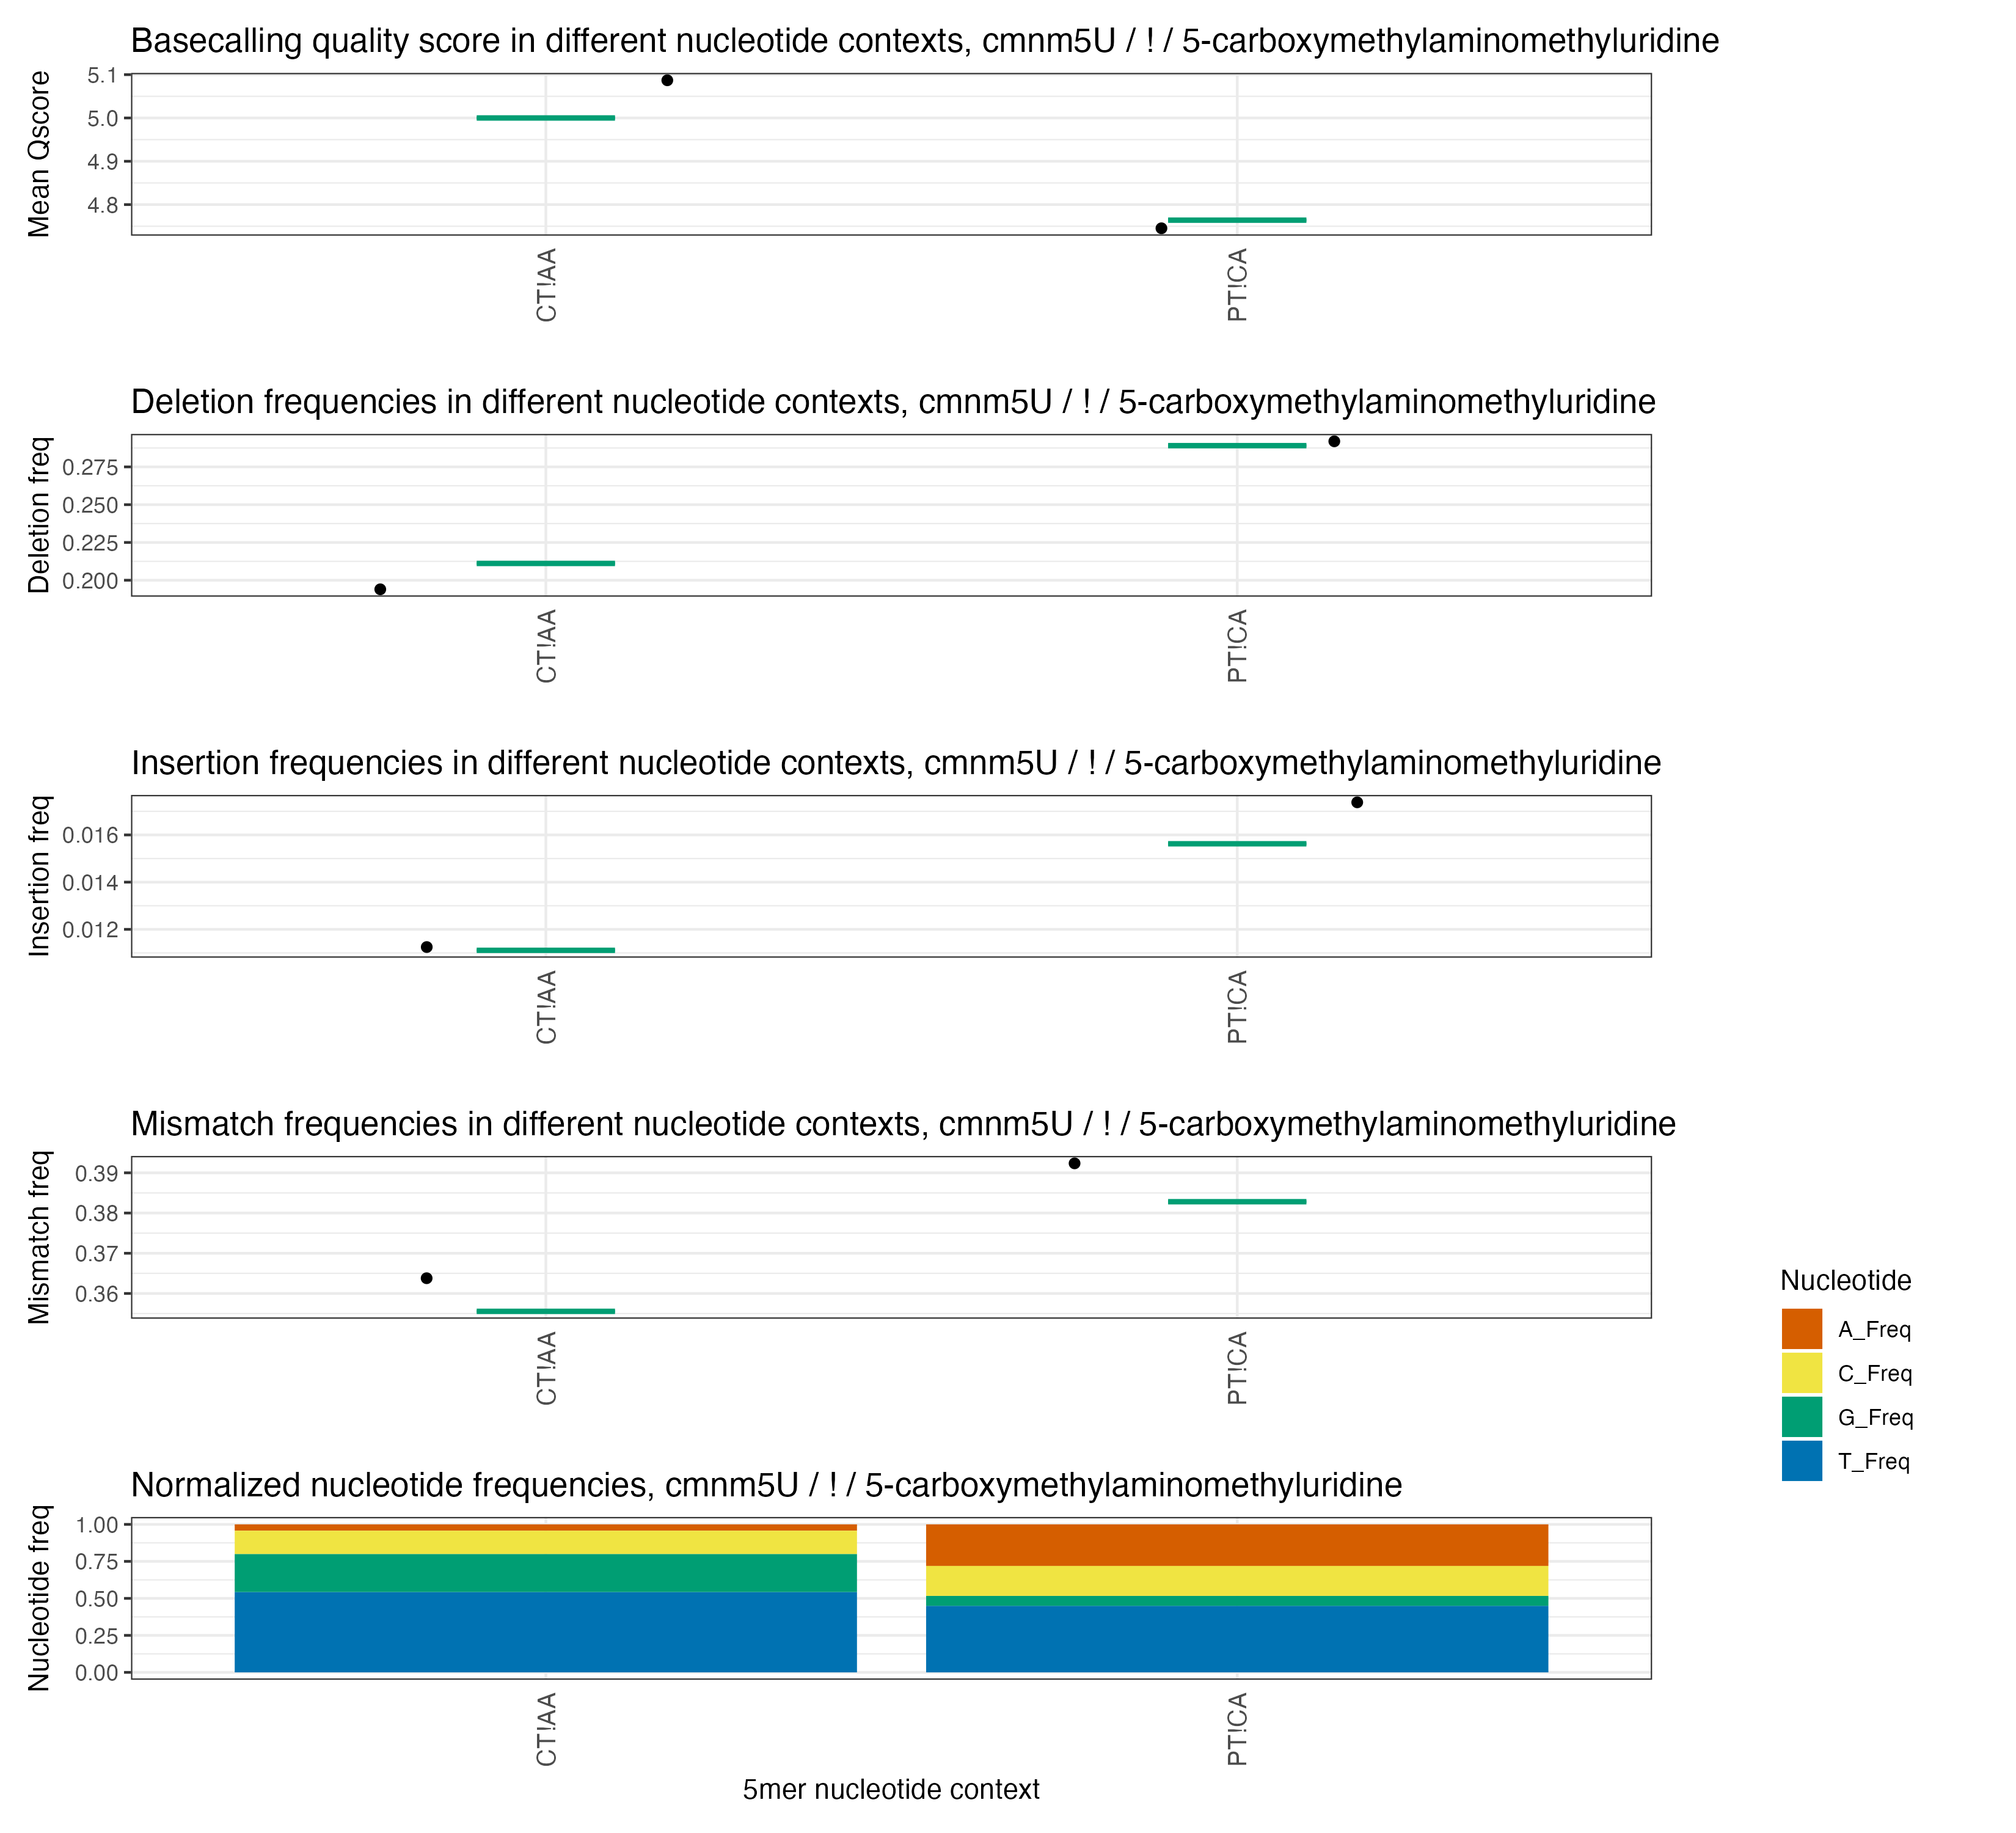 Basecalling quality score in different nucleotide contexts, cmnm5U / ! / 5-carboxymethylaminomethyluridine
Mean Qscore
5.1
5.0
4.9
4.8
CT!AA
PT!CA
Deletion frequencies in different nucleotide contexts, cmnm5U / ! / 5-carboxymethylaminomethyluridine
Deletion freq
0.275
0.250
0.225
0.200
CT!AA
PT!CA
Insertion frequencies in different nucleotide contexts, cmnm5U / ! / 5-carboxymethylaminomethyluridine
Insertion freq
0.016
0.014
0.012
CT!AA
PT!CA
Mismatch frequencies in different nucleotide contexts, cmnm5U / ! / 5-carboxymethylaminomethyluridine
Mismatch freq
0.39
0.38
0.37
0.36
CT!AA
PT!CA
Nucleotide
A_Freq
C_Freq
G_Freq
T_Freq
Normalized nucleotide frequencies, cmnm5U / ! / 5-carboxymethylaminomethyluridine
Nucleotide freq
1.00
0.75
0.50
0.25
0.00
CT!AA
PT!CA
5mer nucleotide context